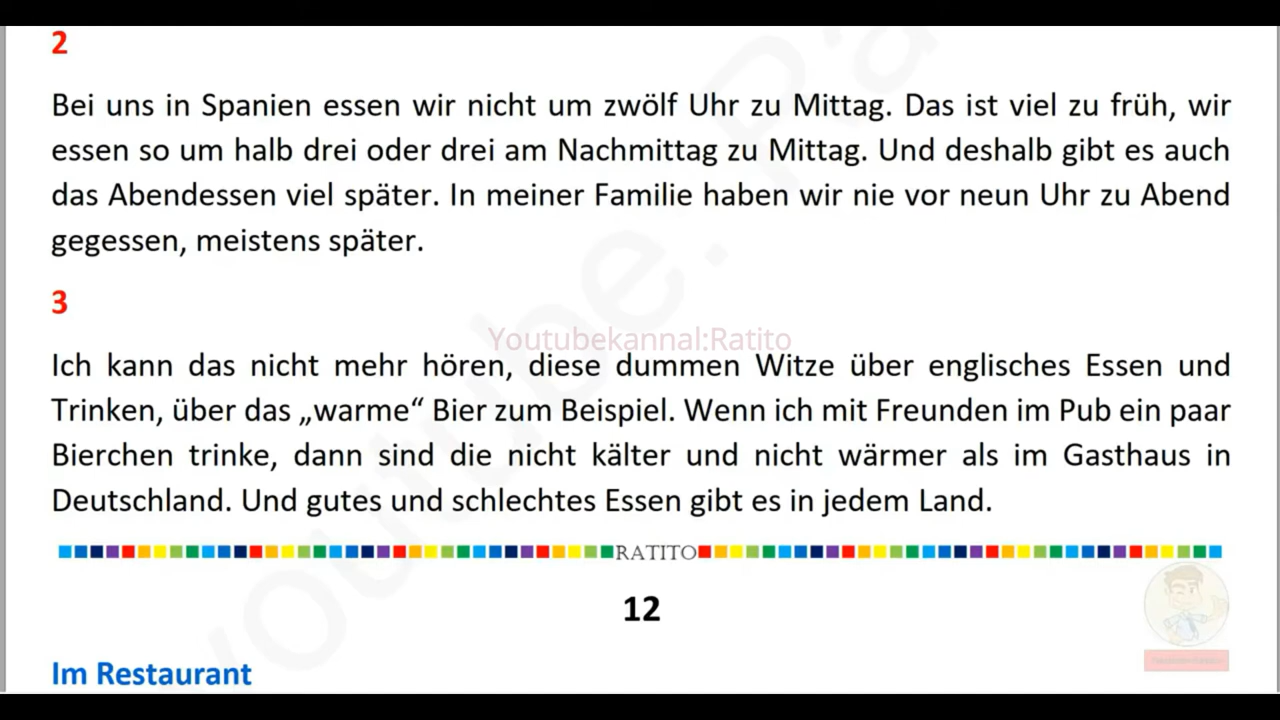 2
Bei uns in Spanien essen wir nicht um zwölf Uhr zu Mittag. Das ist viel zu früh, wir
essen so um halb drei oder drei am Nachmittag zu Mittag. Und deshalb gibt es auch
das Abendessen viel später. In meiner Familie haben wir nie vor neun Uhr zu Abend
gegessen, meistens später.
3
Youtubekannal:Ratito
Ich kann das nicht mehr hören, diese dummen Witze über englisches Essen und
Trinken, über das „warme“ Bier zum Beispiel. Wenn ich mit Freunden im Pub ein paar
Bierchen trinke, dann sind die nicht kälter und nicht wärmer als im Gasthaus in
Deutschland. Und gutes und schlechtes Essen gibt es in jedem Land.
RATITO
12
Im Restaurant